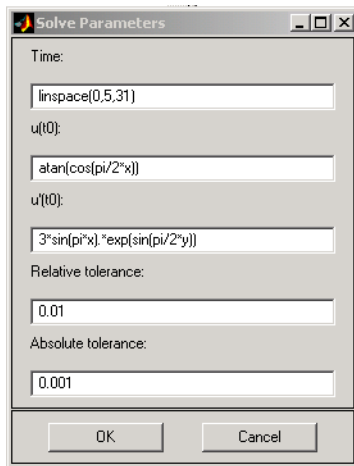 Solve Parameters
Time:
linspace(0,5,31)
u(t0):
atan(cos(pi/2*x))
u'(t0):
3*sin(pi*x).*exp(sin(pi/2*y))
Relative tolerance:
0.01
Absolute tolerance:
0.001
OK Cancel